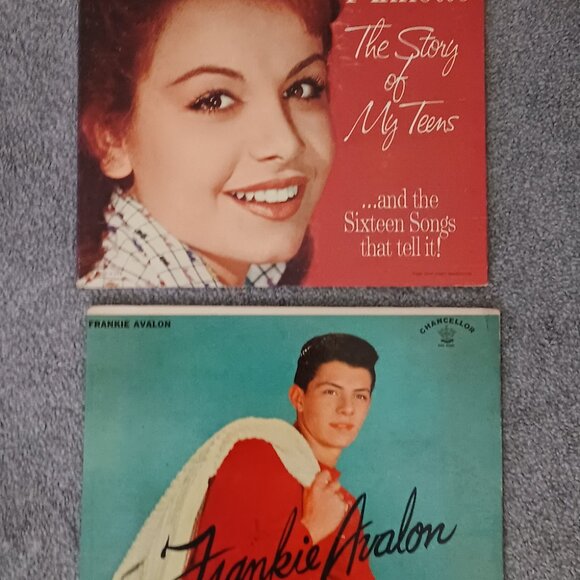 The Story
of
My Teens
...and the
Sixteen Songs
that tell it!
FRANKIE AVALON
CHANCELLOR
Frankie Avalon